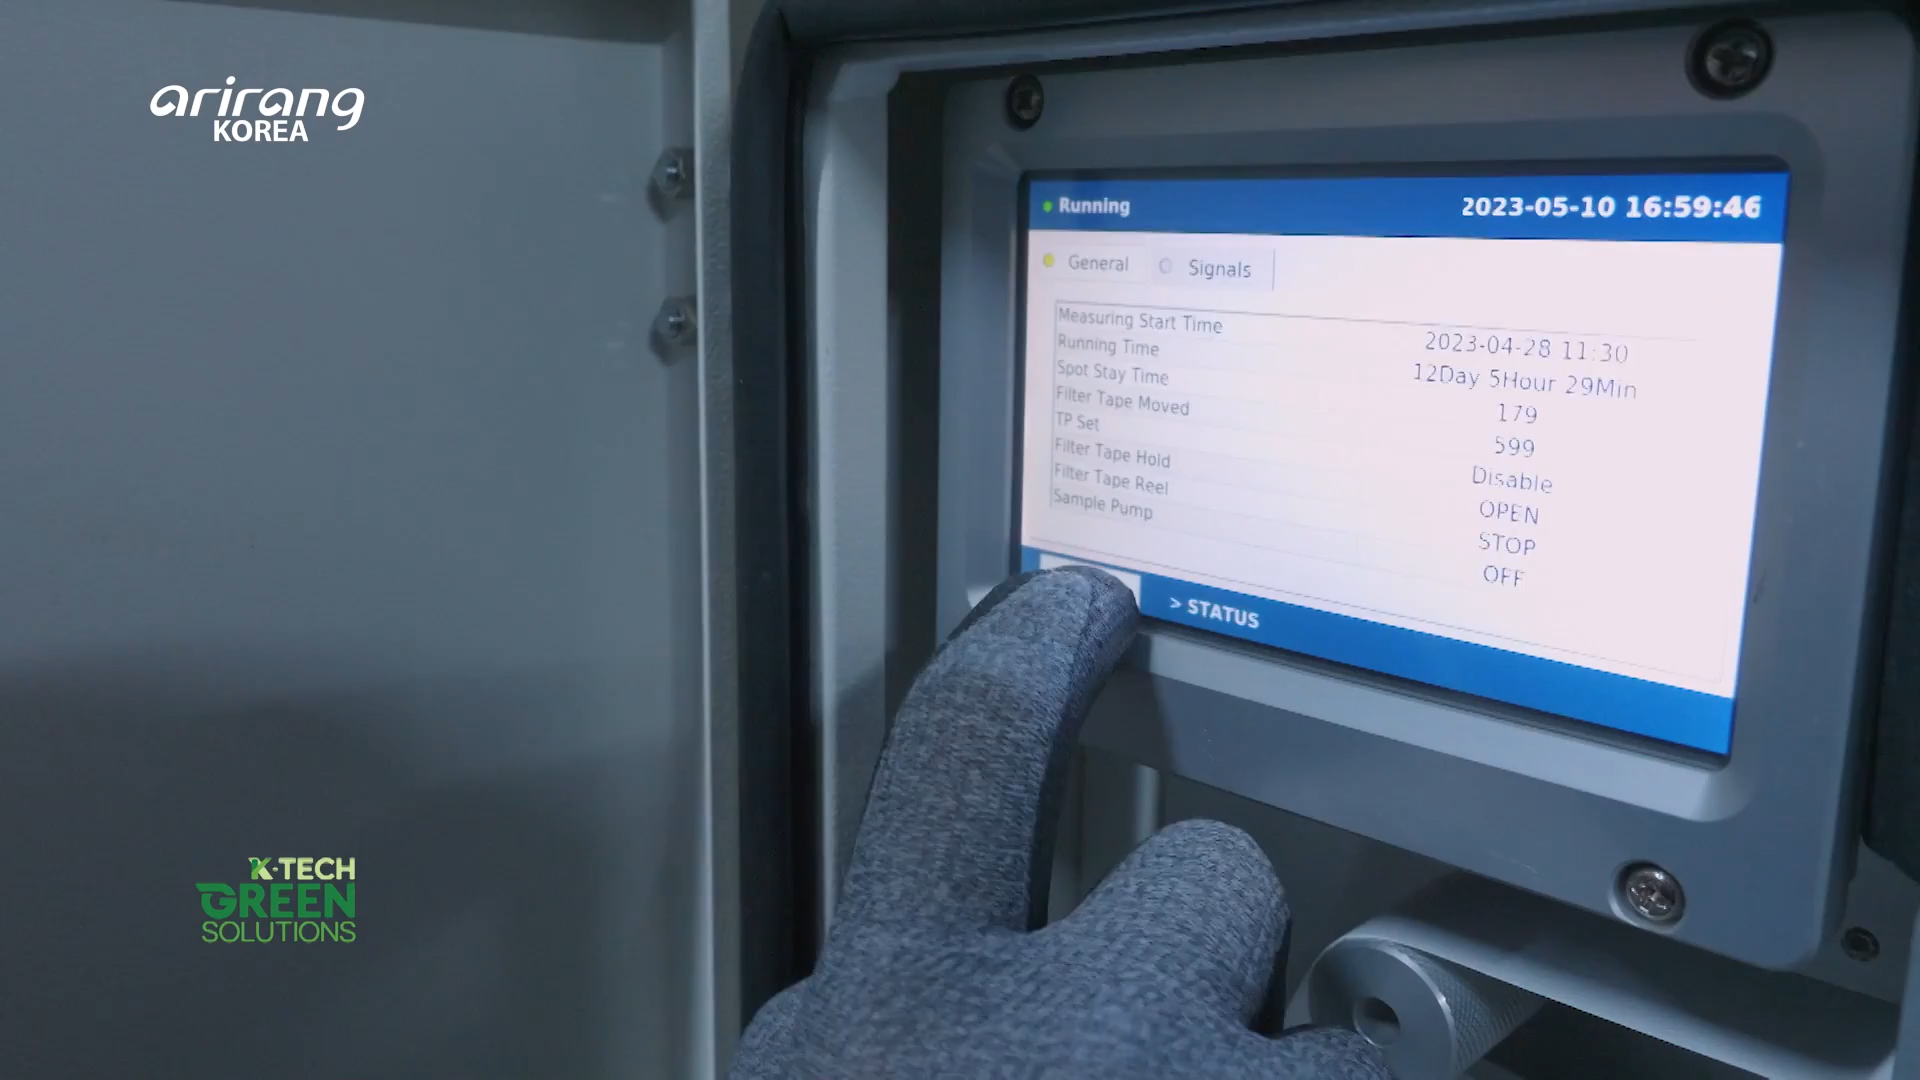 arirang
KOREA
Running
2023-05-10 16:59:46
General
Signals
Measuring Start Time 2023-04-28 11:30
Running Time 12Day 5Hour 29Min
Spot Stay Time 179
Filter Tape Moved 599
TP Set Disable
Filter Tape Hold OPEN
Filter Tape Reel STOP
Sample Pump OFF
> STATUS
K-TECH
GREEN
SOLUTIONS